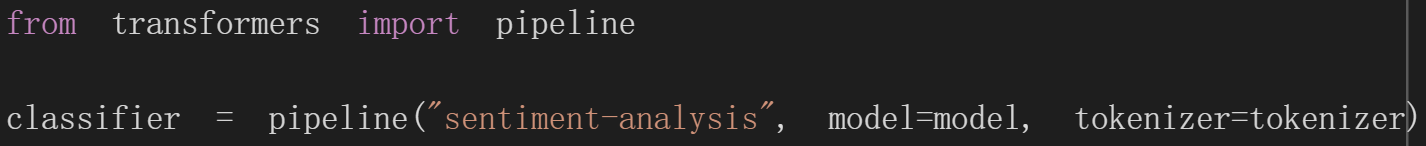 from transformers import pipeline
classifier = pipeline("sentiment-analysis", model=model, tokenizer=tokenizer)